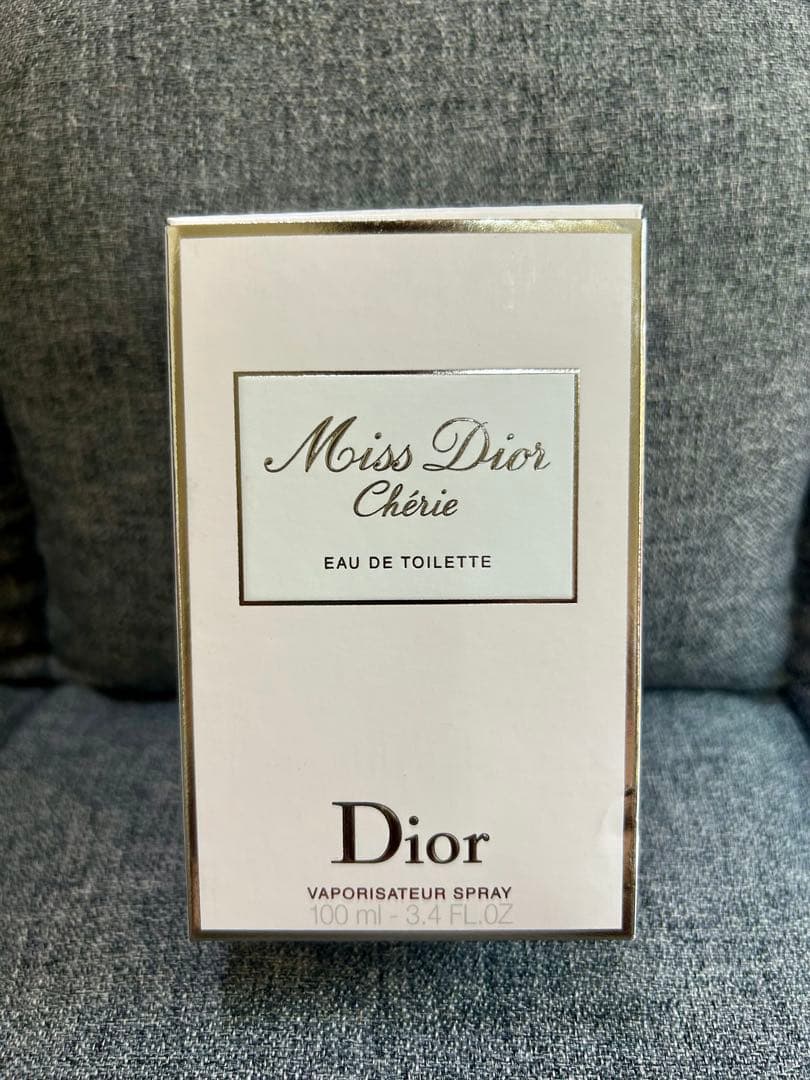 Miss Dior
Chérie
EAU DE TOILETTE
Dior
VAPORISATEUR SPRAY
100 ml - 3.4 FL.OZ